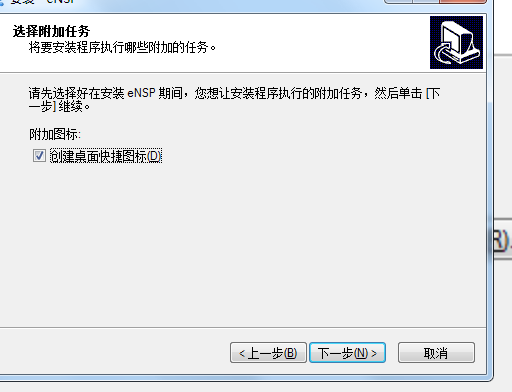 安装 - eNSP
选择附加任务
将要安装程序执行哪些附加的任务。
请先选择好在安装 eNSP 期间，您想让安装程序执行的附加任务，然后单击 [下
一步] 继续。
附加图标:
创建桌面快捷图标(D)
< 上一步(B)
下一步(N) >
取消
R)